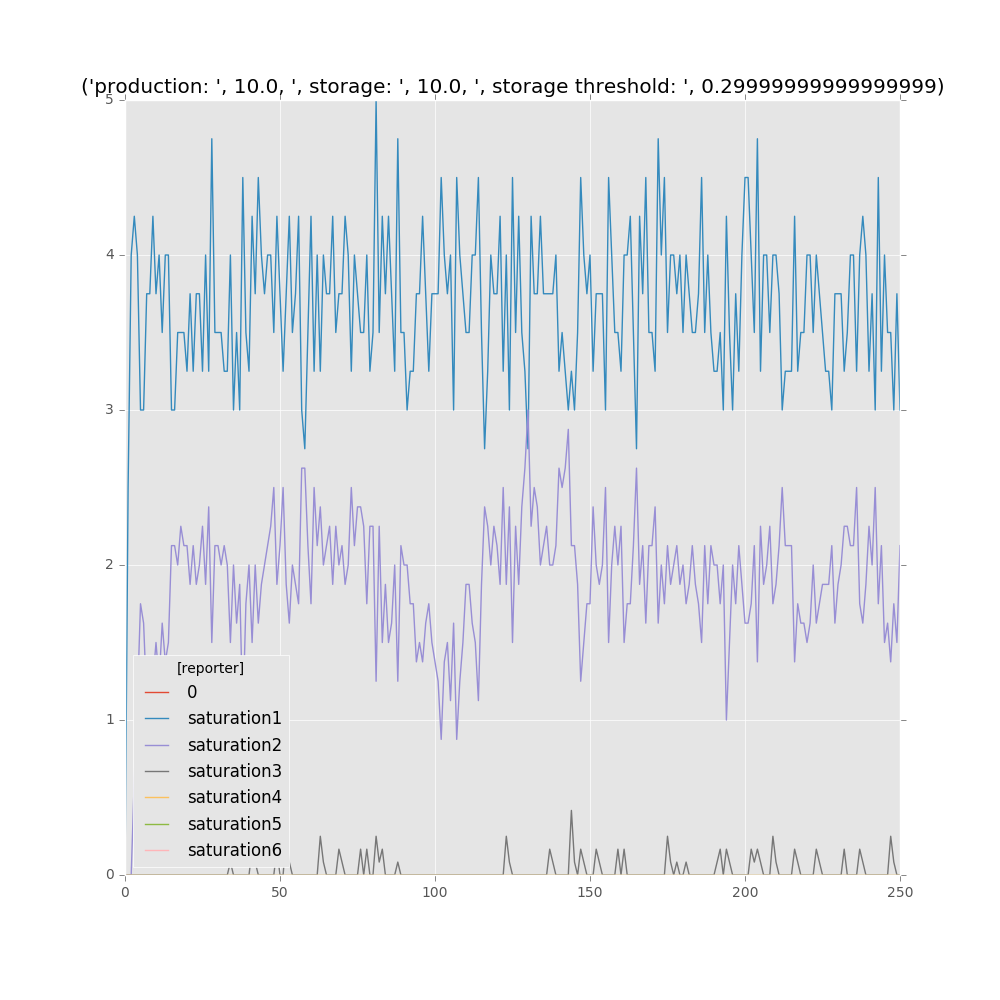 ('production: ', 10.0, ', storage: ', 10.0, ', storage threshold: ', 0.29999999999999999)
5
4
3
2
1
0
[reporter]
0
saturation1
saturation2
saturation3
saturation4
saturation5
saturation6
0 50 100 150 200 250